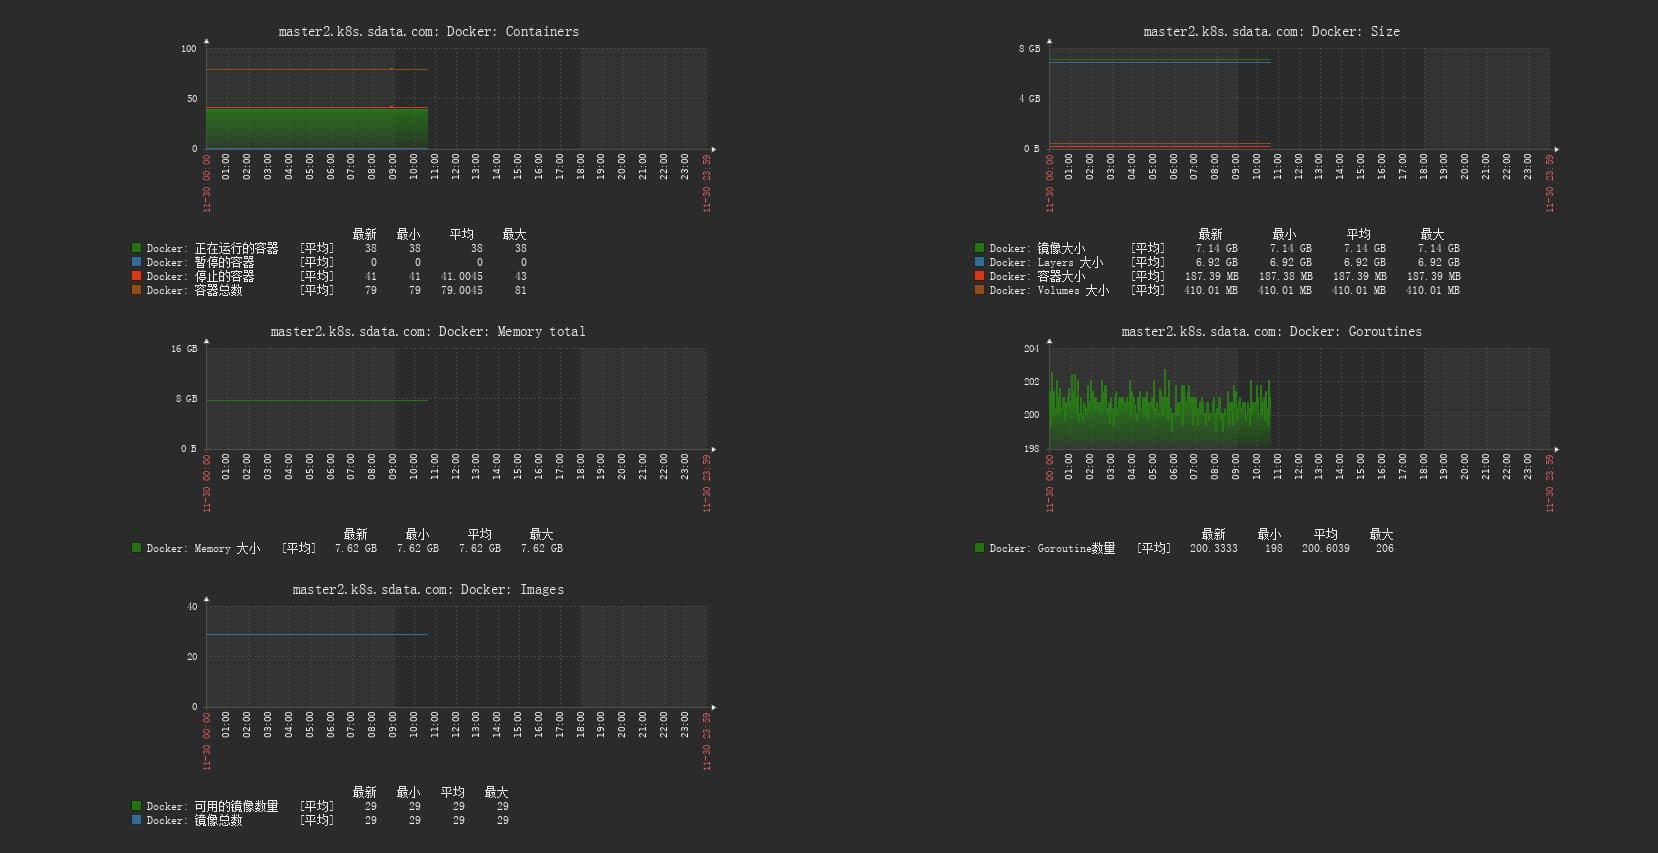 master2.k8s.sdata.com: Docker: Containers
100
50
0
11-30 00:00 01:00 02:00 03:00 04:00 05:00 06:00 07:00 08:00 09:00 10:00 11:00 12:00 13:00 14:00 15:00 16:00 17:00 18:00 19:00 20:00 21:00 22:00 23:00 11-30 23:59
最新 最小 平均 最大
Docker: 正在运行的容器 [平均] 38 38 38 38
Docker: 暂停的容器 [平均] 0 0 0 0
Docker: 停止的容器 [平均] 41 41 41.0045 43
Docker: 容器总数 [平均] 79 79 79.0045 81
master2.k8s.sdata.com: Docker: Size
8 GB
4 GB
0 B
11-30 00:00 01:00 02:00 03:00 04:00 05:00 06:00 07:00 08:00 09:00 10:00 11:00 12:00 13:00 14:00 15:00 16:00 17:00 18:00 19:00 20:00 21:00 22:00 23:00 11-30 23:59
最新 最小 平均 最大
Docker: 镜像大小 [平均] 7.14 GB 7.14 GB 7.14 GB 7.14 GB
Docker: Layers 大小 [平均] 6.92 GB 6.92 GB 6.92 GB 6.92 GB
Docker: 容器大小 [平均] 187.39 MB 187.38 MB 187.39 MB 187.39 MB
Docker: Volumes 大小 [平均] 410.01 MB 410.01 MB 410.01 MB 410.01 MB
master2.k8s.sdata.com: Docker: Memory total
16 GB
8 GB
0 B
11-30 00:00 01:00 02:00 03:00 04:00 05:00 06:00 07:00 08:00 09:00 10:00 11:00 12:00 13:00 14:00 15:00 16:00 17:00 18:00 19:00 20:00 21:00 22:00 23:00 11-30 23:59
最新 最小 平均 最大
Docker: Memory 大小 [平均] 7.62 GB 7.62 GB 7.62 GB 7.62 GB
master2.k8s.sdata.com: Docker: Goroutines
204
202
200
198
11-30 00:00 01:00 02:00 03:00 04:00 05:00 06:00 07:00 08:00 09:00 10:00 11:00 12:00 13:00 14:00 15:00 16:00 17:00 18:00 19:00 20:00 21:00 22:00 23:00 11-30 23:59
最新 最小 平均 最大
Docker: Goroutine数量 [平均] 200.3333 198 200.6039 206
master2.k8s.sdata.com: Docker: Images
40
20
0
11-30 00:00 01:00 02:00 03:00 04:00 05:00 06:00 07:00 08:00 09:00 10:00 11:00 12:00 13:00 14:00 15:00 16:00 17:00 18:00 19:00 20:00 21:00 22:00 23:00 11-30 23:59
最新 最小 平均 最大
Docker: 可用的镜像数量 [平均] 29 29 29 29
Docker: 镜像总数 [平均] 29 29 29 29